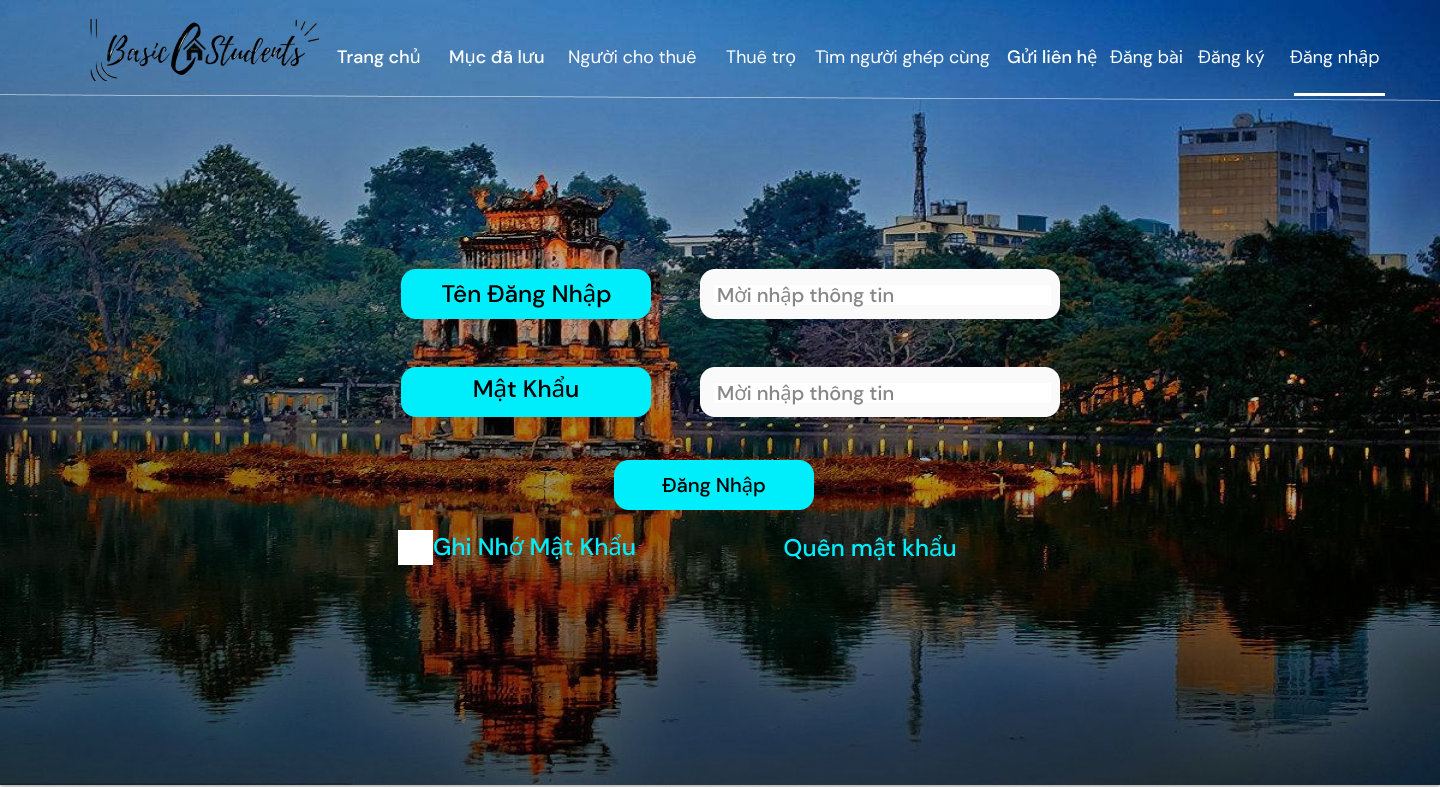 Basic Students
Trang chủ
Mục đã lưu
Người cho thuê
Thuê trọ
Tìm người ghép cùng
Gửi liên hệ
Đăng bài
Đăng ký
Đăng nhập
Tên Đăng Nhập
Mời nhập thông tin
Mật Khẩu
Mời nhập thông tin
Đăng Nhập
Ghi Nhớ Mật Khẩu
Quên mật khẩu